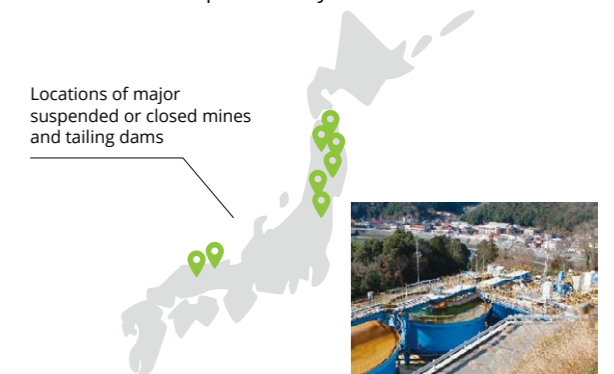 Locations of major
suspended or closed mines
and tailing dams